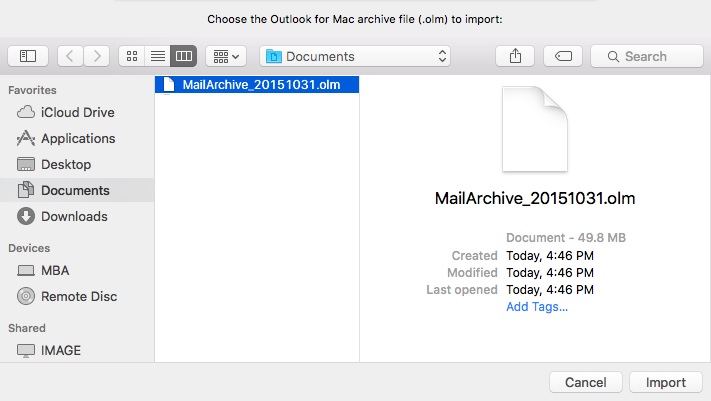 Choose the Outlook for Mac archive file (.olm) to import:
Documents
Search
Favorites
iCloud Drive
Applications
Desktop
Documents
Downloads
Devices
MBA
Remote Disc
Shared
IMAGE
MailArchive_20151031.olm
MailArchive_20151031.olm
Document - 49.8 MB
Created Today, 4:46 PM
Modified Today, 4:46 PM
Last opened Today, 4:46 PM
Add Tags...
Cancel
Import